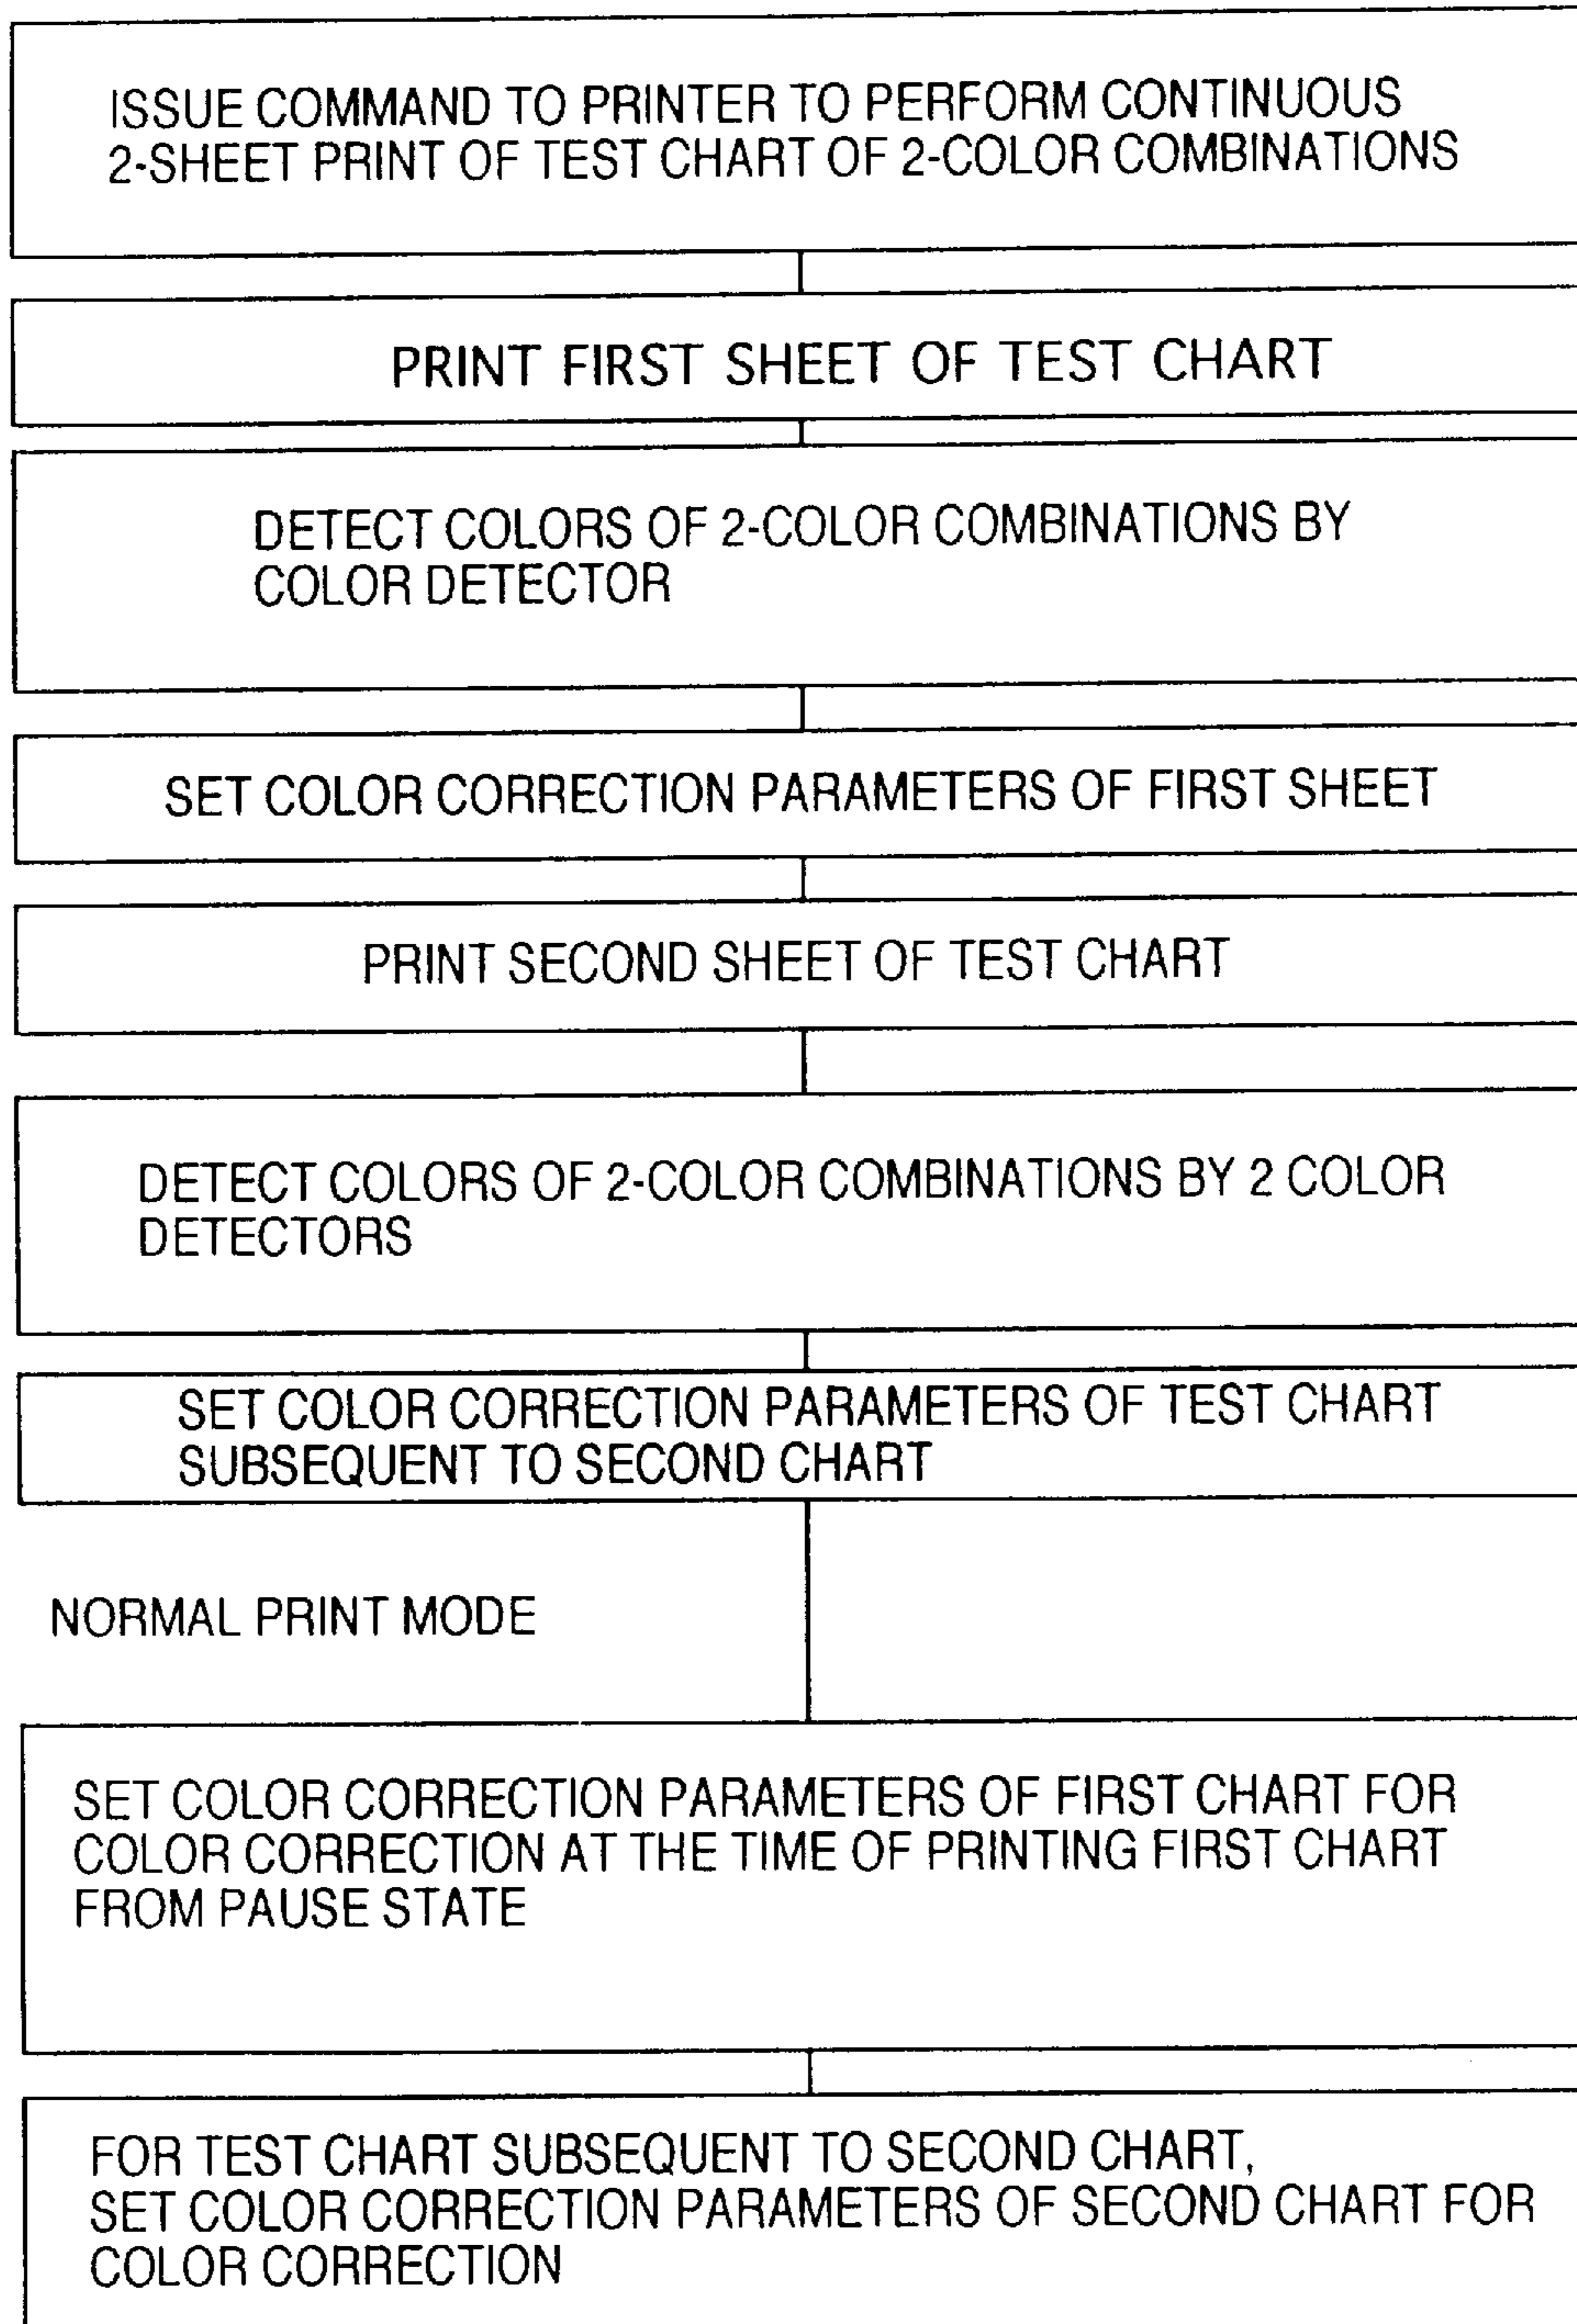 ISSUE COMMAND TO PRINTER TO PERFORM CONTINUOUS
2-SHEET PRINT OF TEST CHART OF 2-COLOR COMBINATIONS
PRINT FIRST SHEET OF TEST CHART
DETECT COLORS OF 2-COLOR COMBINATIONS BY
COLOR DETECTOR
SET COLOR CORRECTION PARAMETERS OF FIRST SHEET
PRINT SECOND SHEET OF TEST CHART
DETECT COLORS OF 2-COLOR COMBINATIONS BY 2 COLOR
DETECTORS
SET COLOR CORRECTION PARAMETERS OF TEST CHART
SUBSEQUENT TO SECOND CHART
NORMAL PRINT MODE
SET COLOR CORRECTION PARAMETERS OF FIRST CHART FOR
COLOR CORRECTION AT THE TIME OF PRINTING FIRST CHART
FROM PAUSE STATE
FOR TEST CHART SUBSEQUENT TO SECOND CHART,
SET COLOR CORRECTION PARAMETERS OF SECOND CHART FOR
COLOR CORRECTION